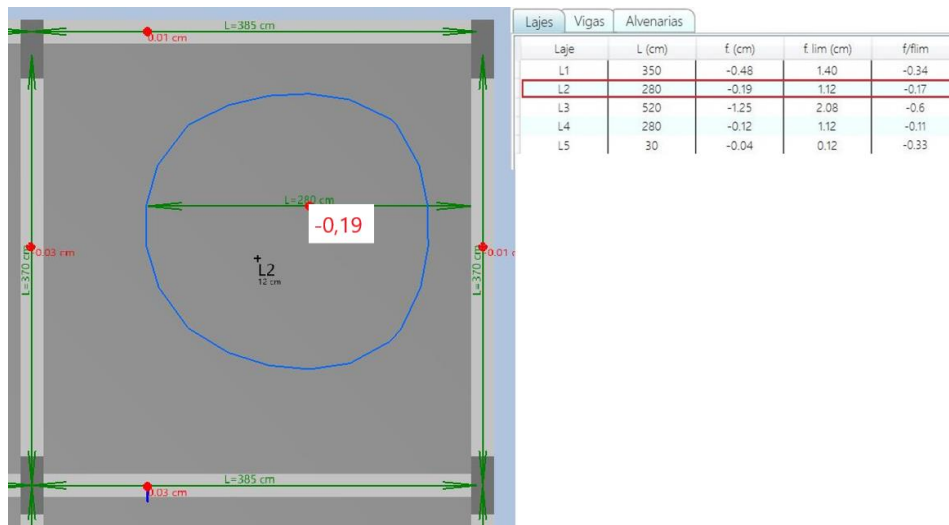 L=385 cm
0.01 cm
L=280 cm
-0,19
0.03 cm
L=370 cm
L2
12 cm
L=370 cm
-0.01
L=385 cm
0.03 cm
Lajes Vigas Alvenarias
Laje L (cm) f. (cm) f. lim (cm) f/flim
L1 350 -0.48 1.40 -0.34
L2 280 -0.19 1.12 -0.17
L3 520 -1.25 2.08 -0.6
L4 280 -0.12 1.12 -0.11
L5 30 -0.04 0.12 -0.33